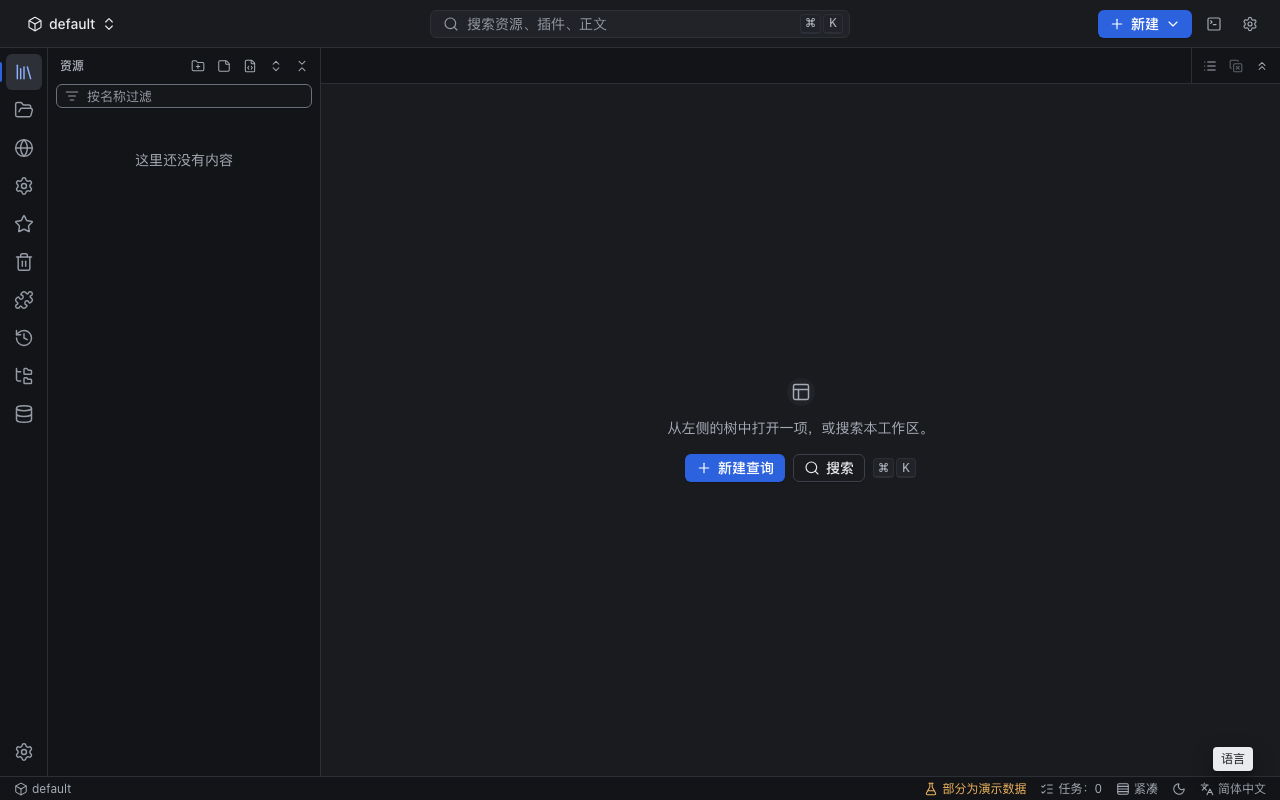 default
搜索资源、插件、正文
⌘ K
新建
资源
按名称过滤
这里还没有内容
从左侧的树中打开一项，或搜索本工作区。
新建查询
搜索
⌘ K
语言
default
部分为演示数据
任务：0
紧凑
简体中文